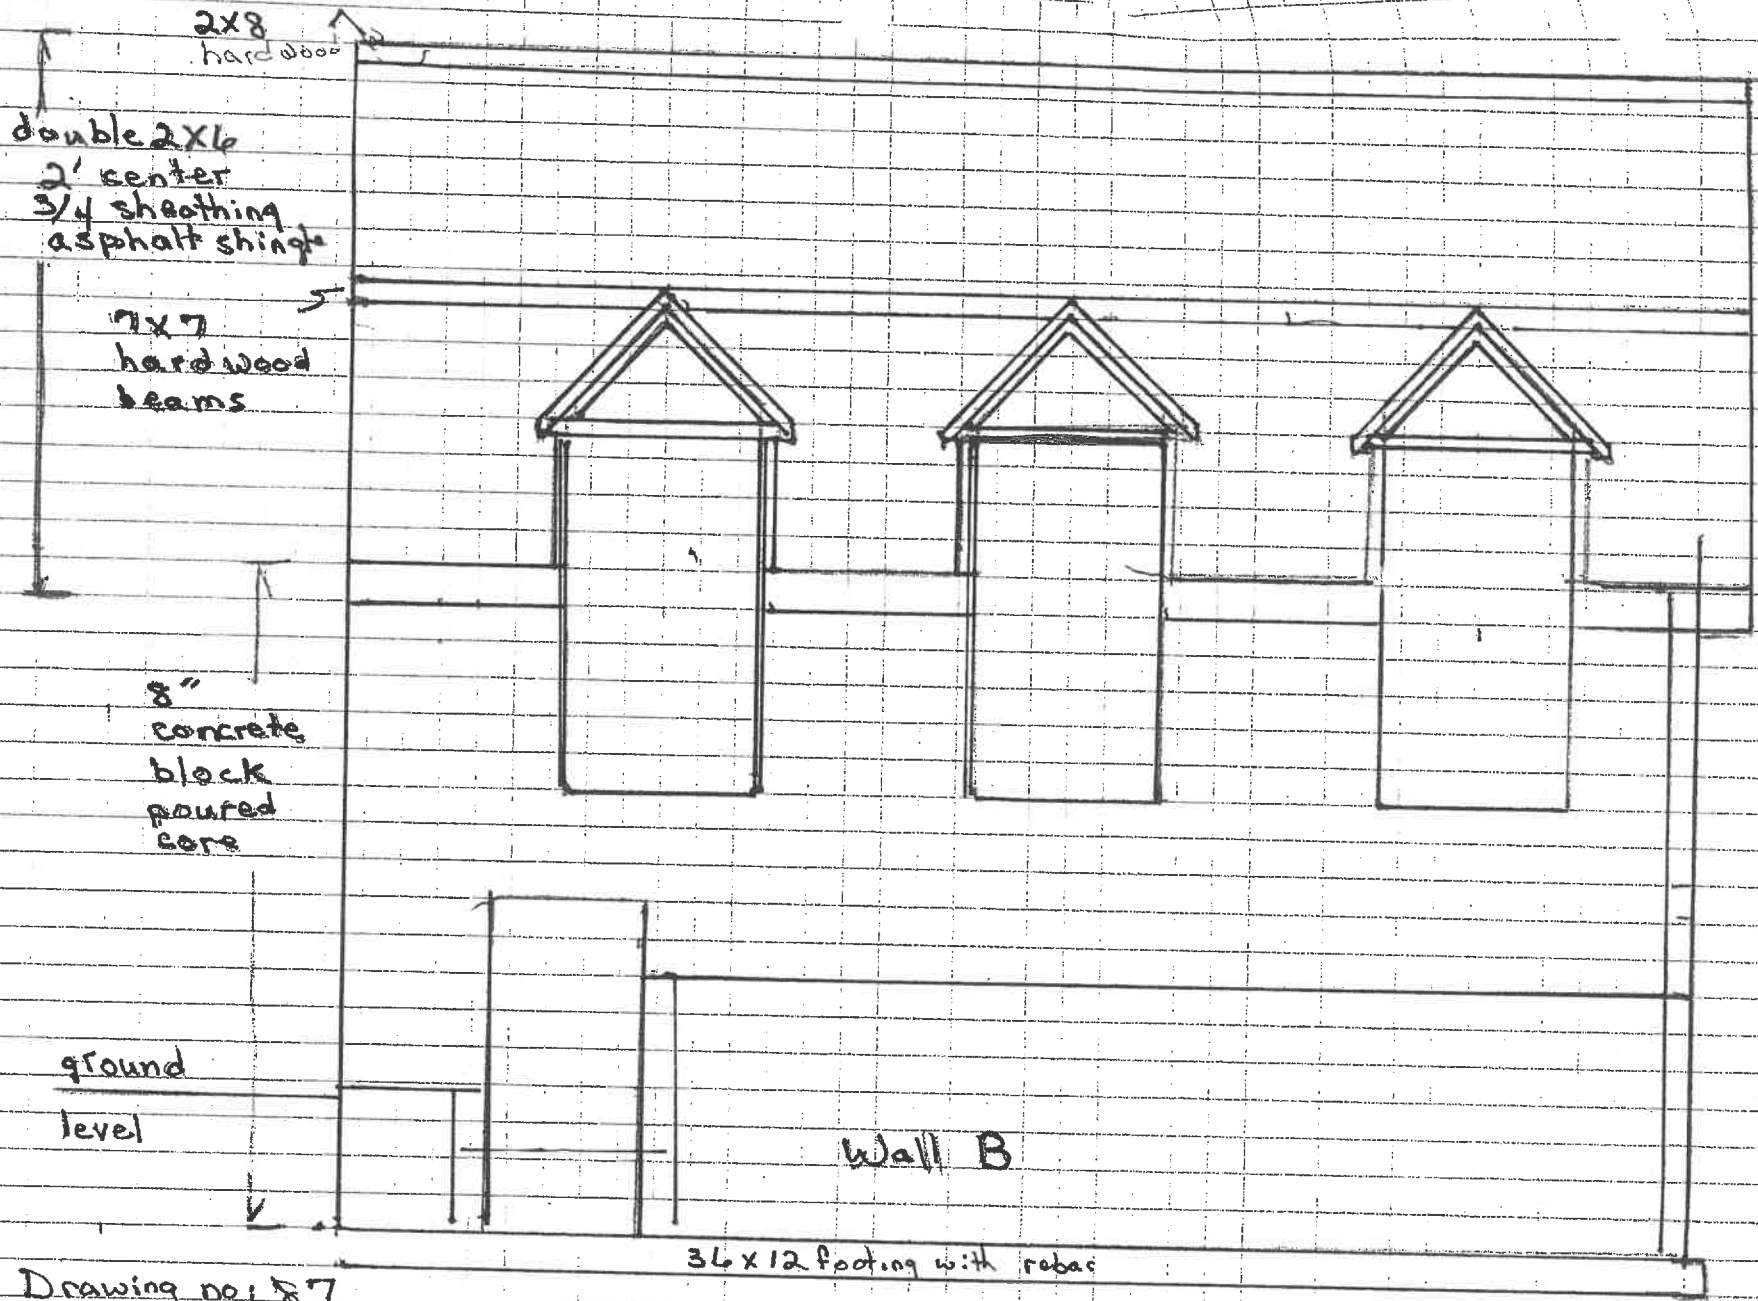 2x8
hardwood
double 2x6
2' center
3/4 sheathing
asphalt shingle
7x7
hardwood
beams
8"
concrete
block
poured
core
ground
level
Wall B
36 x 12 footing with rebar
Drawing no: 7